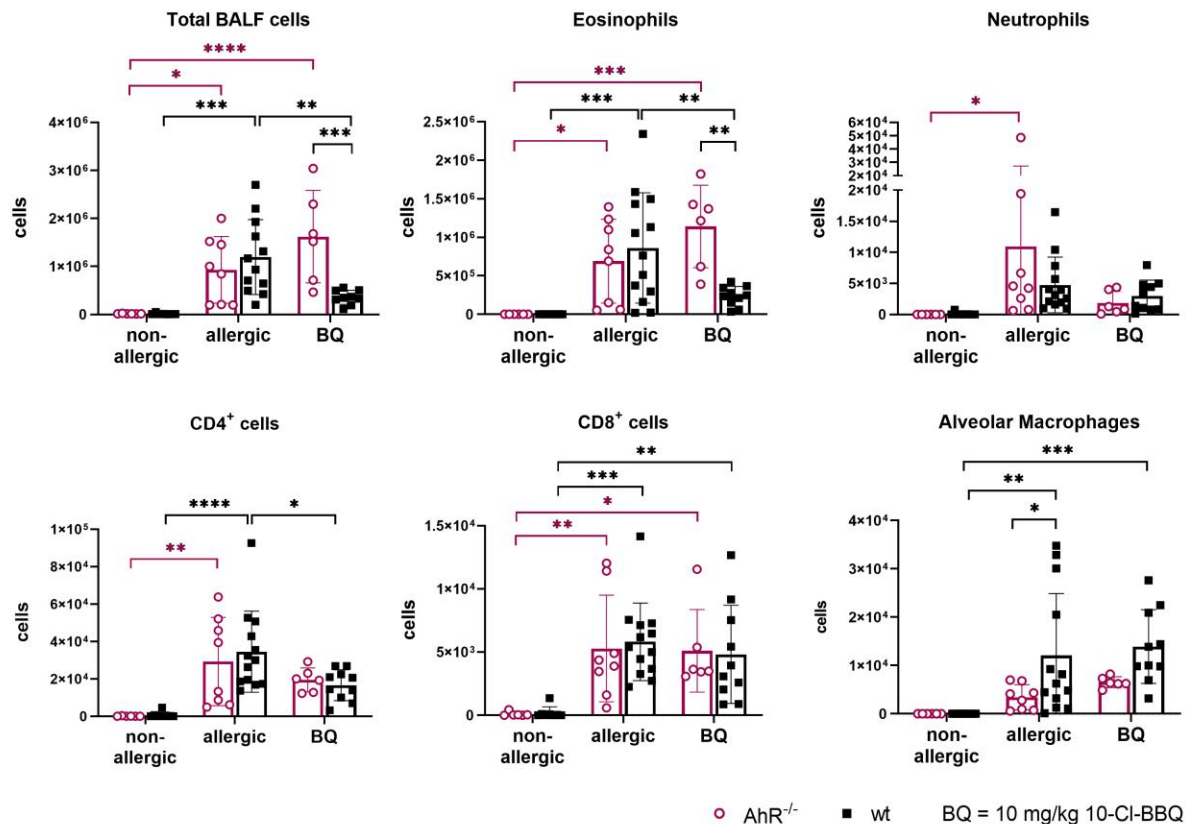 Total BALF cells
****
*
***
**
***
4×10⁶
3×10⁶
2×10⁶
1×10⁶
0
cells
non-allergic
allergic
BQ
Eosinophils
***
***
**
*
**
2.5×10⁶
2.0×10⁶
1.5×10⁶
1.0×10⁶
5.0×10⁵
0
cells
non-allergic
allergic
BQ
Neutrophils
*
6×10⁴
5×10⁴
4×10⁴
3×10⁴
2×10⁴
2×10⁴
1.5×10⁴
1×10⁴
5×10³
0
cells
non-allergic
allergic
BQ
CD4⁺ cells
****
*
**
1×10⁵
8×10⁴
6×10⁴
4×10⁴
2×10⁴
0
cells
non-allergic
allergic
BQ
CD8⁺ cells
**
***
*
**
1.5×10⁴
1×10⁴
5×10³
0
cells
non-allergic
allergic
BQ
Alveolar Macrophages
***
**
*
4×10⁴
3×10⁴
2×10⁴
1×10⁴
0
cells
non-allergic
allergic
BQ
AhR⁻/⁻ wt BQ = 10 mg/kg 10-Cl-BBQ